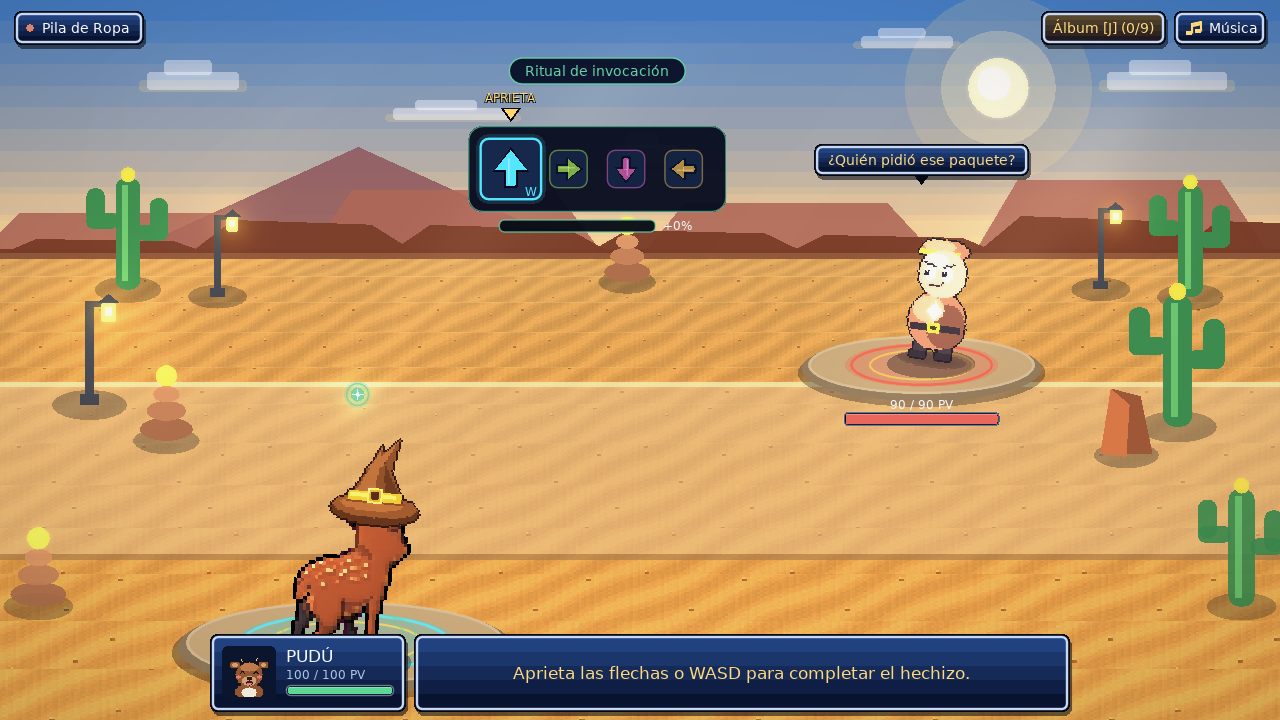 Pila de Ropa
Álbum [J] (0/9)
Música
Ritual de invocación
APRIETA
W
¿Quién pidió ese paquete?
+0%
90 / 90 PV
PUDÚ
100 / 100 PV
Aprieta las flechas o WASD para completar el hechizo.